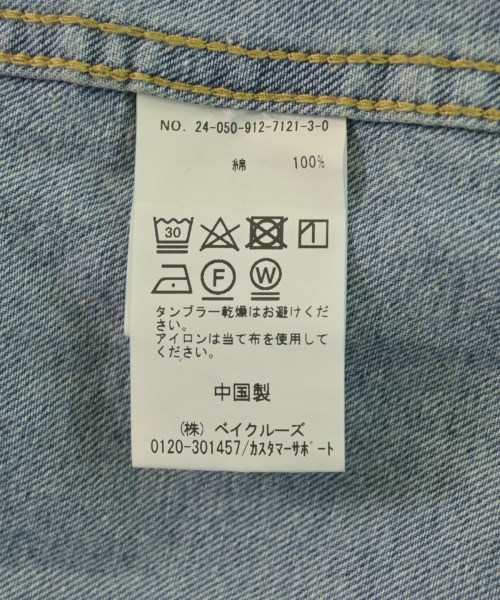 NO. 24-050-912-7121-3-0
綿 100%
30
F W
タンブラー乾燥はお避けくだ
さい。
アイロンは当て布を使用して
ください。
中国製
(株) ベイクルーズ
0120-301457/カスタマーサポート